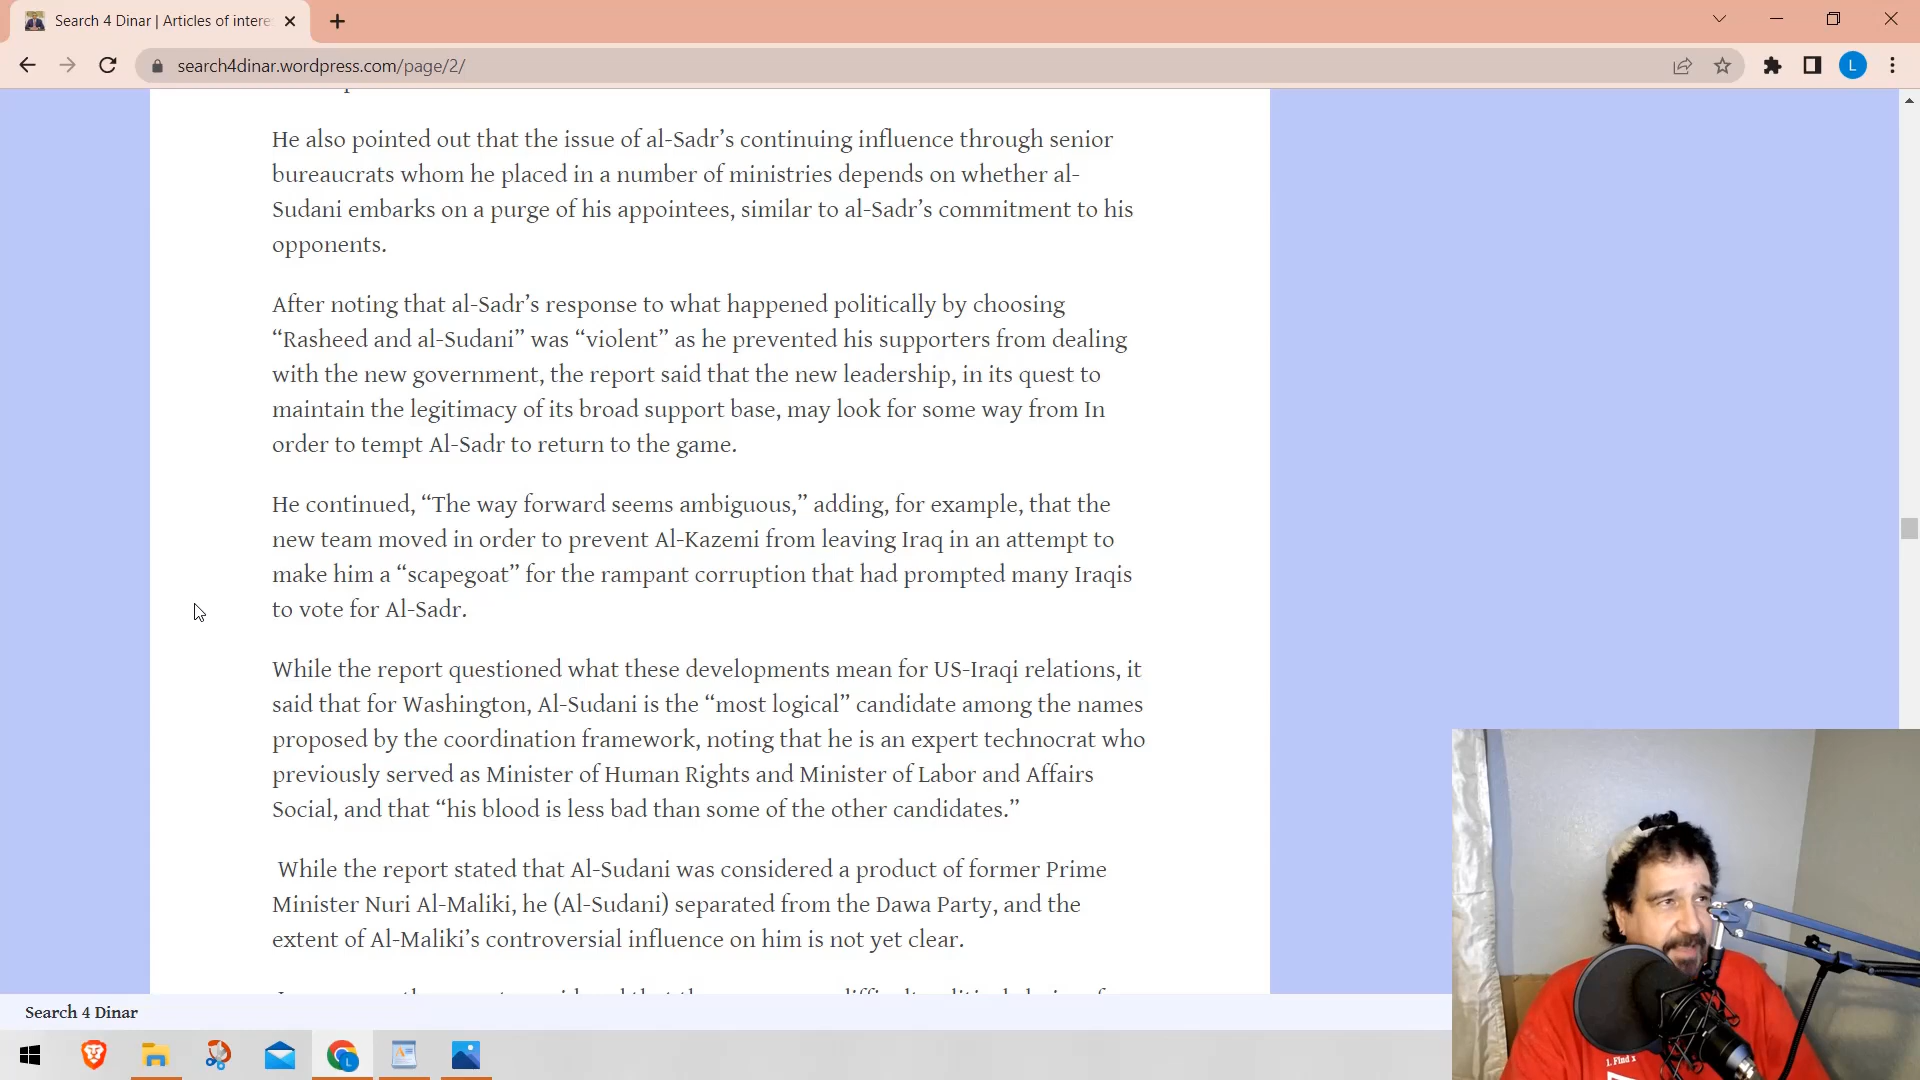 Search 4 Dinar | Articles of intere
search4dinar.wordpress.com/page/2/
L
He also pointed out that the issue of al-Sadr’s continuing influence through senior
bureaucrats whom he placed in a number of ministries depends on whether al-
Sudani embarks on a purge of his appointees, similar to al-Sadr’s commitment to his
opponents.
After noting that al-Sadr’s response to what happened politically by choosing
“Rasheed and al-Sudani” was “violent” as he prevented his supporters from dealing
with the new government, the report said that the new leadership, in its quest to
maintain the legitimacy of its broad support base, may look for some way from In
order to tempt Al-Sadr to return to the game.
He continued, “The way forward seems ambiguous,” adding, for example, that the
new team moved in order to prevent Al-Kazemi from leaving Iraq in an attempt to
make him a “scapegoat” for the rampant corruption that had prompted many Iraqis
to vote for Al-Sadr.
While the report questioned what these developments mean for US-Iraqi relations, it
said that for Washington, Al-Sudani is the “most logical” candidate among the names
proposed by the coordination framework, noting that he is an expert technocrat who
previously served as Minister of Human Rights and Minister of Labor and Affairs
Social, and that “his blood is less bad than some of the other candidates.”
While the report stated that Al-Sudani was considered a product of former Prime
Minister Nuri Al-Maliki, he (Al-Sudani) separated from the Dawa Party, and the
extent of Al-Maliki’s controversial influence on him is not yet clear.
Search 4 Dinar
L
1. Find x